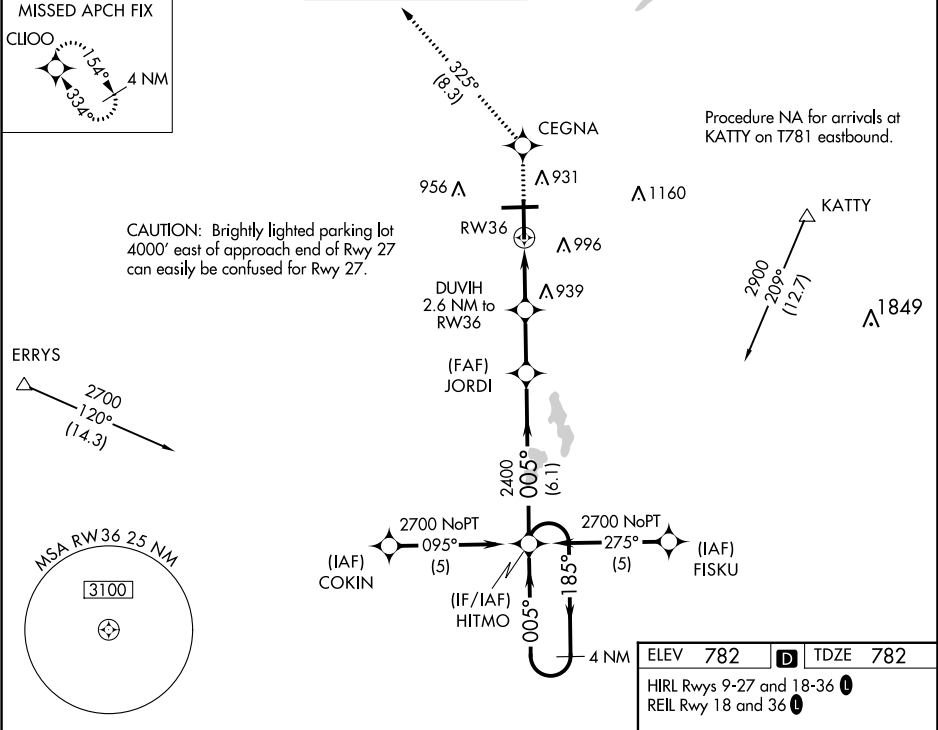 MISSED APCH FIX
CLIOO
154°
4 NM
334°
325°
(8.3)
CEGNA
Procedure NA for arrivals at
KATTY on T781 eastbound.
956
931
1160
KATTY
RW36
996
CAUTION: Brightly lighted parking lot
4000' east of approach end of Rwy 27
can easily be confused for Rwy 27.
DUVIH
2.6 NM to
RW36
939
2900
209°
(12.7)
1849
ERRYS
2700
120°
(14.3)
(FAF)
JORDI
2400
005°
(6.1)
2700 NoPT
095°
(5)
2700 NoPT
275°
(5)
(IAF)
COKIN
(IAF)
FISKU
(IF/IAF)
HITMO
005°
185°
4 NM
MSA RW36 25 NM
3100
ELEV 782 D TDZE 782
HIRL Rwys 9-27 and 18-36 L
REIL Rwy 18 and 36 L